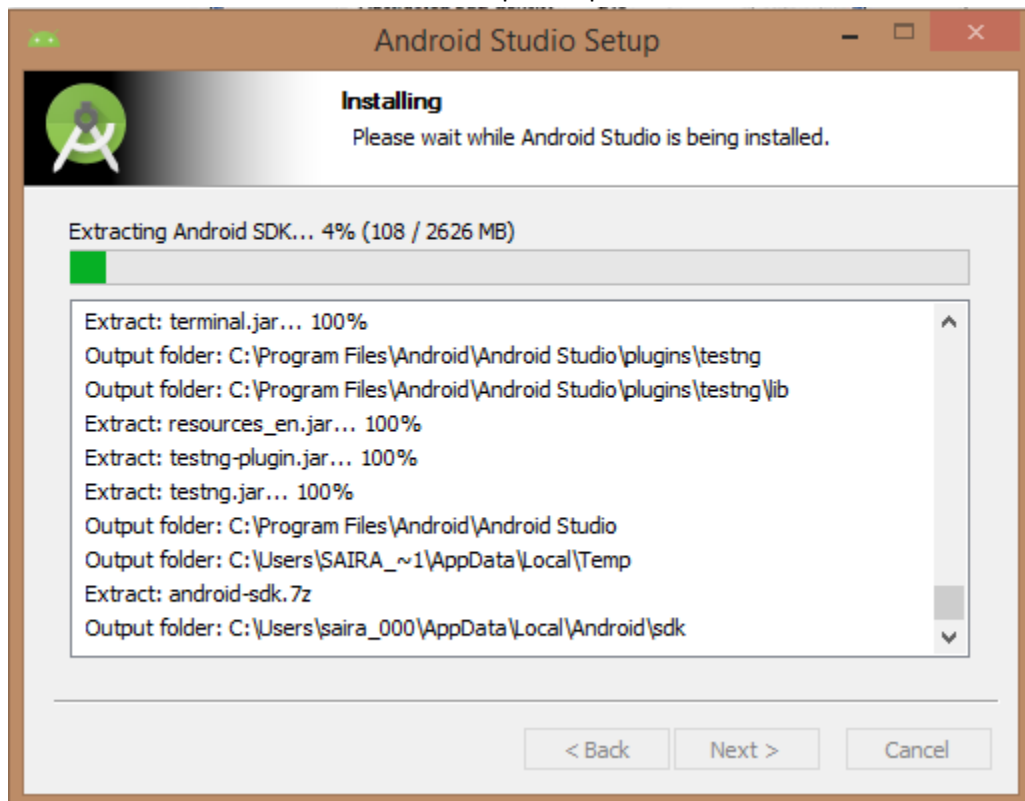 Android Studio Setup
Installing
Please wait while Android Studio is being installed.
Extracting Android SDK... 4% (108 / 2626 MB)
Extract: terminal.jar... 100%
Output folder: C:\Program Files\Android\Android Studio\plugins\testng
Output folder: C:\Program Files\Android\Android Studio\plugins\testng\lib
Extract: resources_en.jar... 100%
Extract: testng-plugin.jar... 100%
Extract: testng.jar... 100%
Output folder: C:\Program Files\Android\Android Studio
Output folder: C:\Users\SAIRA_~1\AppData\Local\Temp
Extract: android-sdk.7z
Output folder: C:\Users\saira_000\AppData\Local\Android\sdk
< Back Next > Cancel